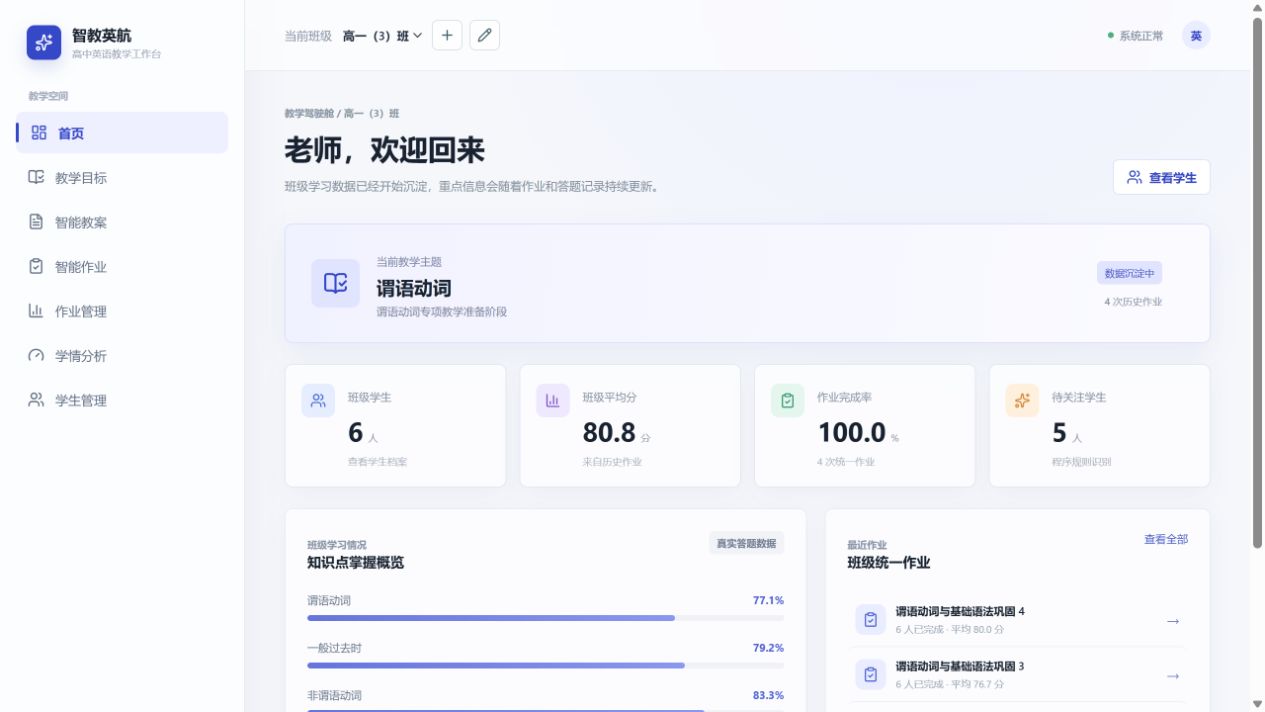 智教英航
高中英语教学工作台
教学空间
首页
教学目标
智能教案
智能作业
作业管理
学情分析
学生管理
当前班级 高一（3）班
系统正常
英
教学驾驶舱 / 高一（3）班
老师，欢迎回来
班级学习数据已经开始沉淀，重点信息会随着作业和答题记录持续更新。
查看学生
当前教学主题
谓语动词
谓语动词专项教学准备阶段
数据沉淀中
4 次历史作业
班级学生
6 人
查看学生档案
班级平均分
80.8 分
来自历史作业
作业完成率
100.0 %
4 次统一作业
待关注学生
5 人
程序规则识别
班级学习情况
知识点掌握概览
真实答题数据
谓语动词 77.1%
一般过去时 79.2%
非谓语动词 83.3%
最近作业
班级统一作业
查看全部
谓语动词与基础语法巩固 4
6 人已完成 · 平均 80.0 分
→
谓语动词与基础语法巩固 3
6 人已完成 · 平均 76.7 分
→